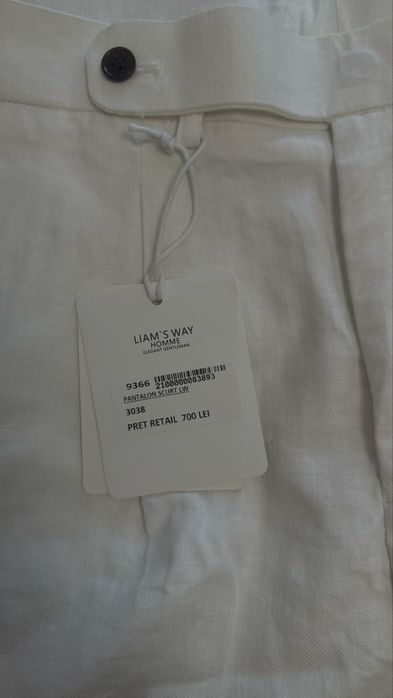 LIAM`S WAY
HOMME
ELEGANT GENTLEMAN
9366 2100000083893
PANTALON SCURT LW
3038
PRET RETAIL 700 LEI